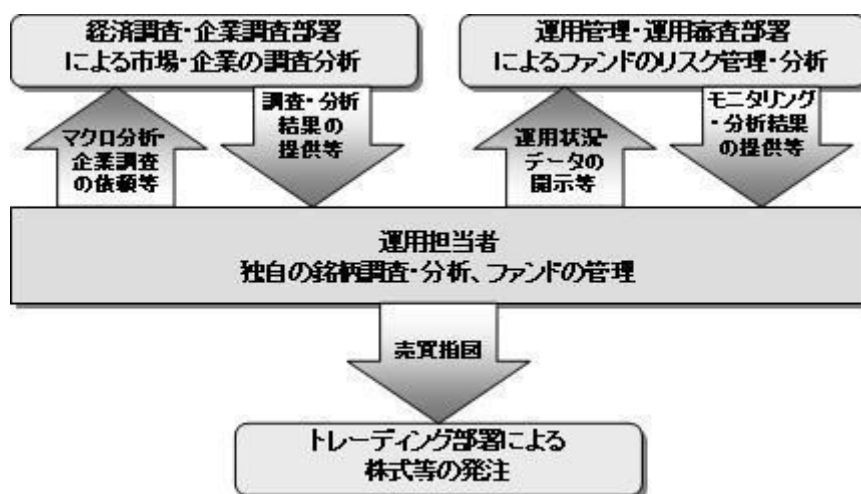 経済調査・企業調査部署
による市場・企業の調査分析
運用管理・運用審査部署
によるファンドのリスク管理・分析
マクロ分析・
企業調査
の依頼等
調査・分析
結果の
提供等
運用状況・
データの
開示等
モニタリング
・分析結果
の提供等
運用担当者
独自の銘柄調査・分析、ファンドの管理
売買指図
トレーディング部署による
株式等の発注